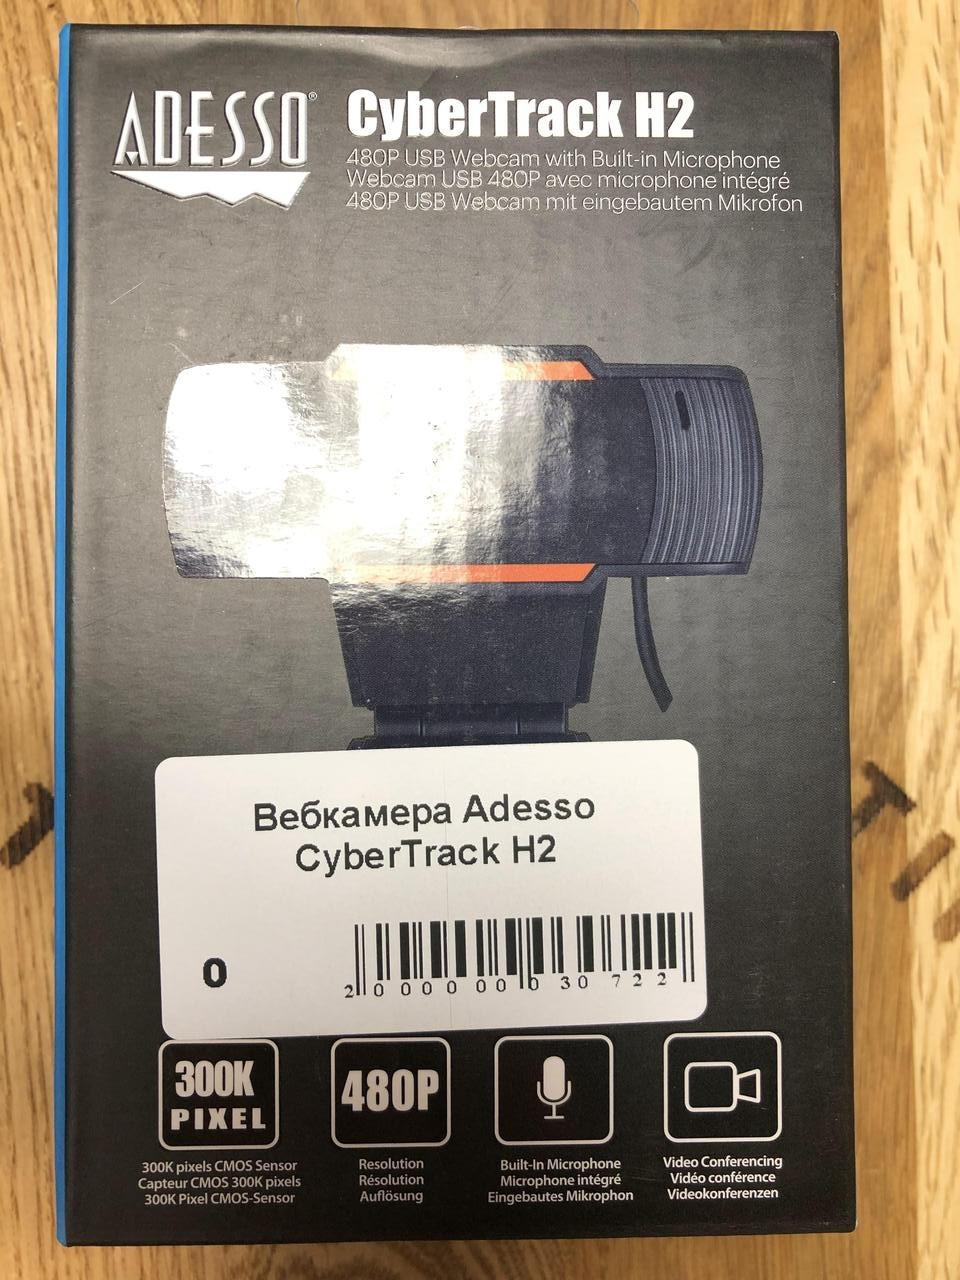 ADESSO®
CyberTrack H2
480P USB Webcam with Built-in Microphone
Webcam USB 480P avec microphone intégré
480P USB Webcam mit eingebautem Mikrofon
Вебкамера Adesso
CyberTrack H2
0
2 000000 030722
300K
PIXEL
300K pixels CMOS Sensor
Capteur CMOS 300K pixels
300K Pixel CMOS-Sensor
480P
Resolution
Résolution
Auflösung
Built-In Microphone
Microphone intégré
Eingebautes Mikrophon
Video Conferencing
Vidéo conférence
Videokonferenzen